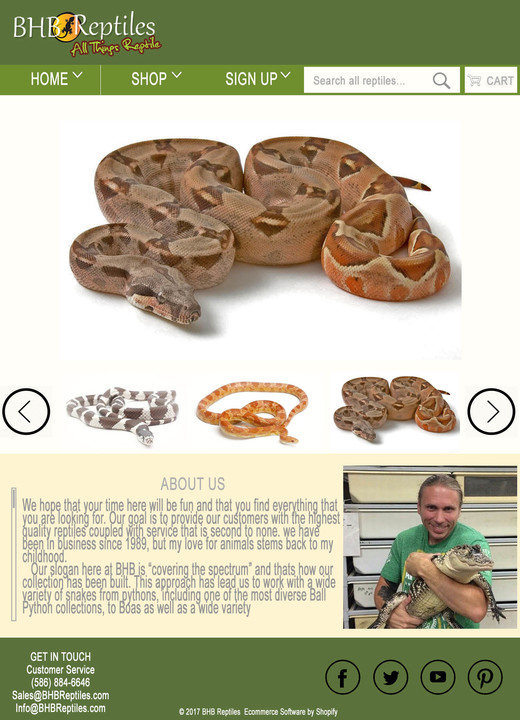 BHB Reptiles
All Things Reptile
HOME SHOP SIGN UP Search all reptiles... CART
ABOUT US
We hope that your time here will be fun and that you find everything that
you are looking for. Our goal is to provide our customers with the highest
quality reptiles coupled with service that is second to none. we have
been in business since 1989, but my love for animals stems back to my
childhood.
Our slogan here at BHB is "covering the spectrum" and thats how our
collection has been built. This approach has lead us to work with a wide
variety of snakes from pythons, including one of the most diverse Ball
Python collections, to Boas as well as a wide variety
GET IN TOUCH
Customer Service
(586) 884-6646
Sales@BHBReptiles.com
Info@BHBReptiles.com
© 2017 BHB Reptiles Ecommerce Software by Shopify